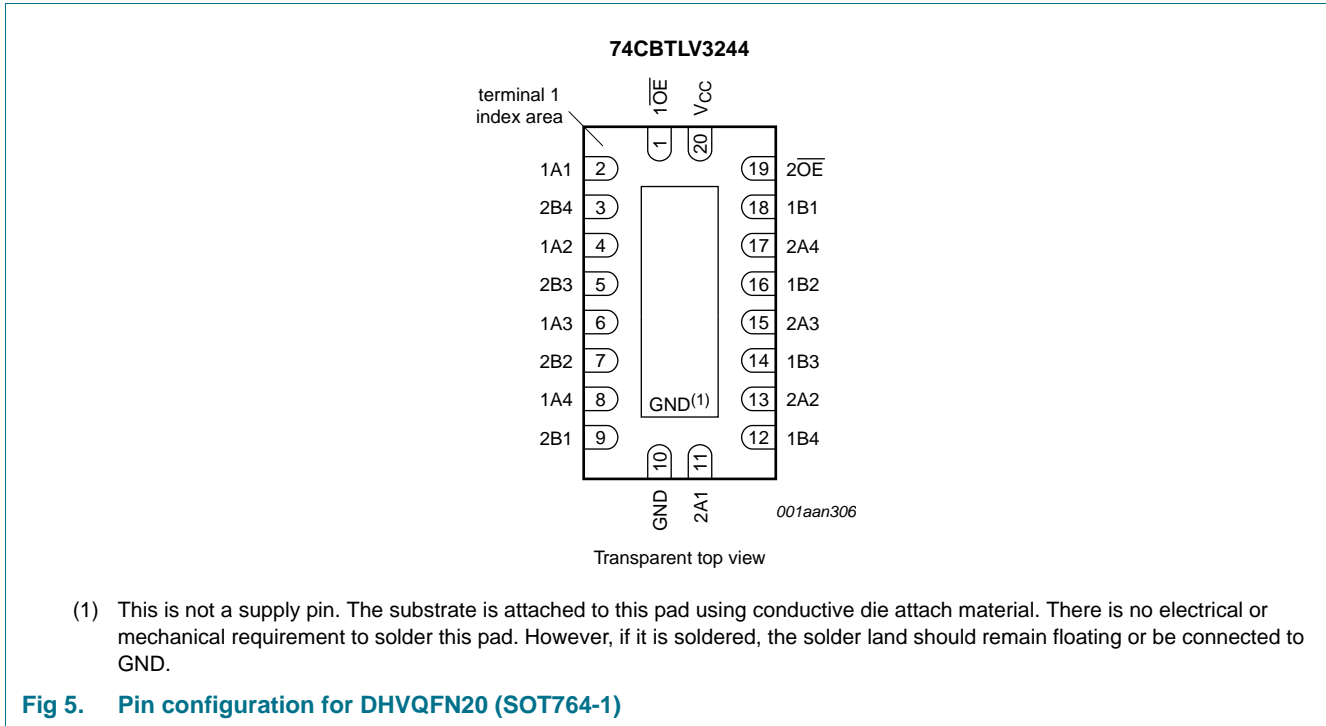 74CBTLV3244
terminal 1
index area
1OE
VCC
1
20
1A1 2
19 2OE
2B4 3
18 1B1
1A2 4
17 2A4
2B3 5
16 1B2
1A3 6
15 2A3
2B2 7
14 1B3
1A4 8
GND(1)
13 2A2
2B1 9
12 1B4
10
11
GND
2A1
001aan306
Transparent top view
(1) This is not a supply pin. The substrate is attached to this pad using conductive die attach material. There is no electrical or
mechanical requirement to solder this pad. However, if it is soldered, the solder land should remain floating or be connected to
GND.
Fig 5. Pin configuration for DHVQFN20 (SOT764-1)